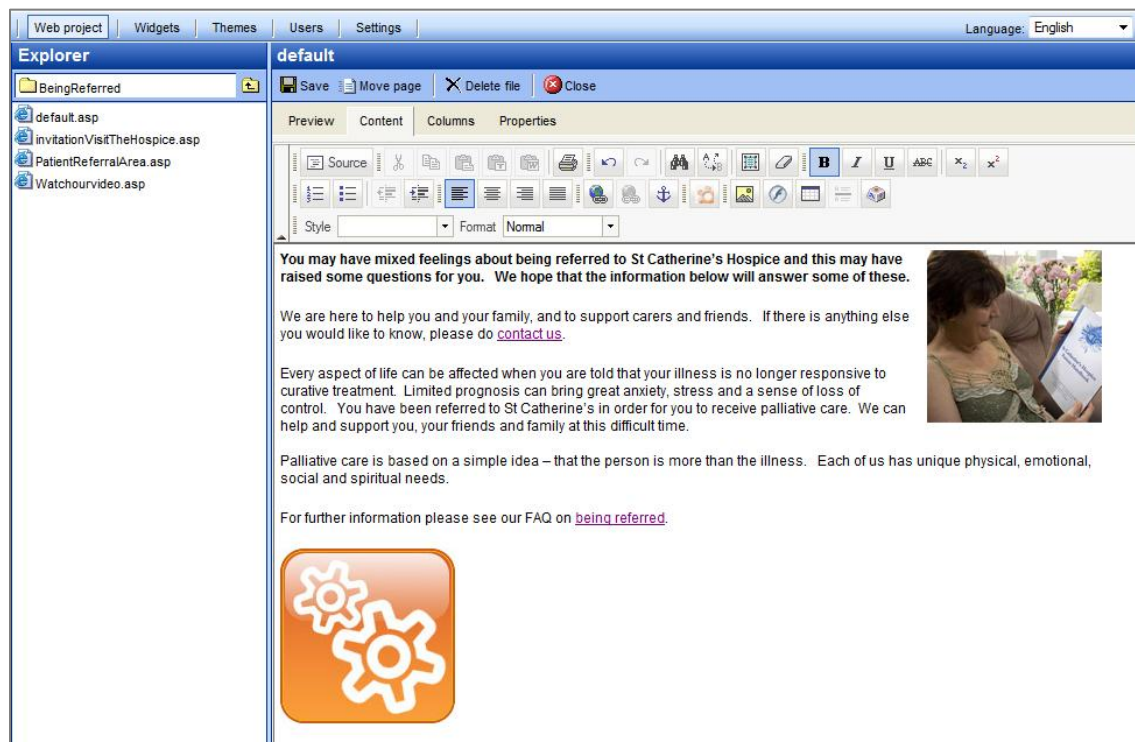 Web project Widgets Themes Users Settings Language: English
Explorer default
BeingReferred Save Move page Delete file Close
default.asp
invitationVisitTheHospice.asp
PatientReferralArea.asp
Watchourvideo.asp
Preview Content Columns Properties
Source B I U ABC x₂ x²
Style Format Normal
You may have mixed feelings about being referred to St Catherine's Hospice and this may have
raised some questions for you. We hope that the information below will answer some of these.
We are here to help you and your family, and to support carers and friends. If there is anything else
you would like to know, please do contact us.
Every aspect of life can be affected when you are told that your illness is no longer responsive to
curative treatment. Limited prognosis can bring great anxiety, stress and a sense of loss of
control. You have been referred to St Catherine's in order for you to receive palliative care. We can
help and support you, your friends and family at this difficult time.
Palliative care is based on a simple idea – that the person is more than the illness. Each of us has unique physical, emotional,
social and spiritual needs.
For further information please see our FAQ on being referred.